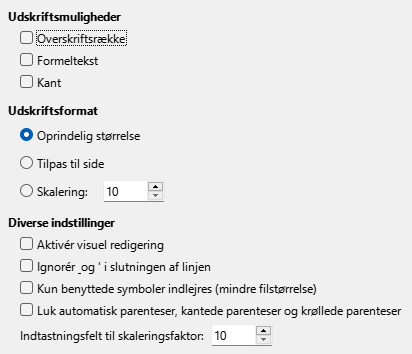 Udskriftsmuligheder
Overskriftsrække
Formeltekst
Kant
Udskriftsformat
Oprindelig størrelse
Tilpas til side
Skalering: 10
Diverse indstillinger
Aktivér visuel redigering
Ignorér _og ' i slutningen af linjen
Kun benyttede symboler indlejres (mindre filstørrelse)
Luk automatisk parenteser, kantede parenteser og krøllede parenteser
Indtastningsfelt til skaleringsfaktor: 10